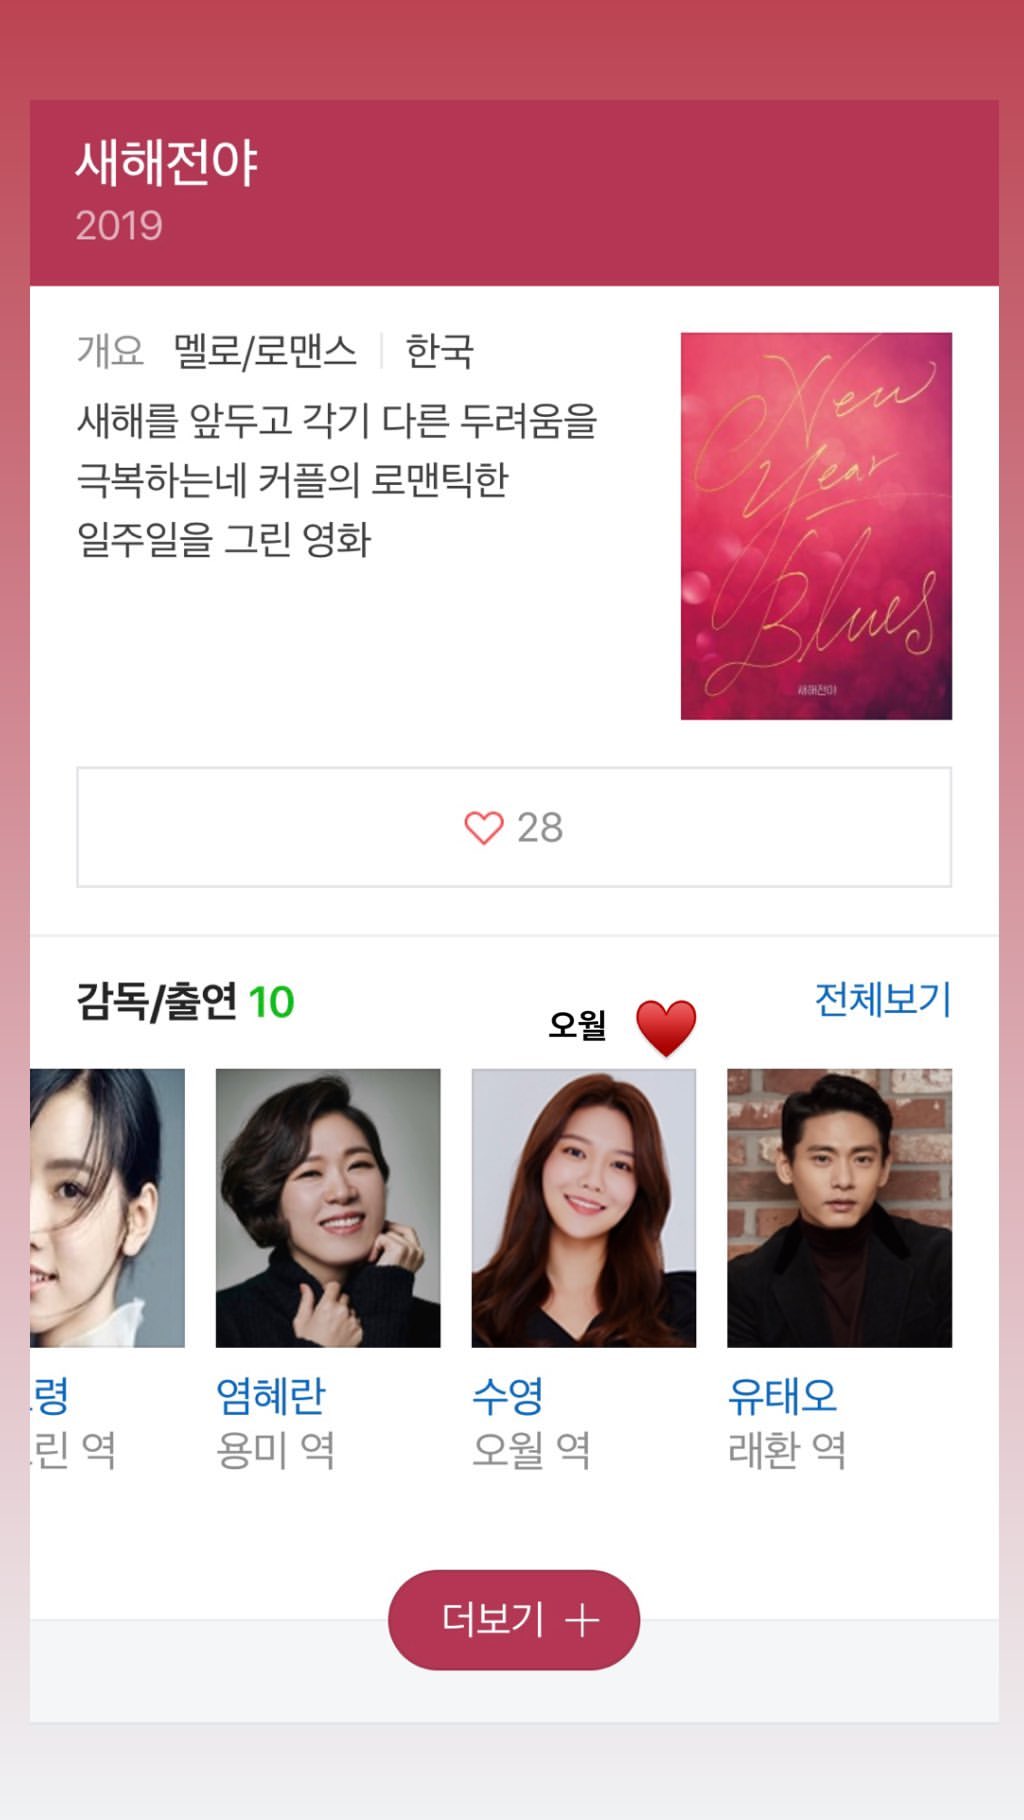 새해전야
2019
개요 멜로/로맨스 한국
새해를 앞두고 각기 다른 두려움을
극복하는네 커플의 로맨틱한
일주일을 그린 영화
New
Year
Blues
새해전야
28
감독/출연 10
오월
전체보기
령
린 역
염혜란
용미 역
수영
오월 역
유태오
래환 역
더보기 +